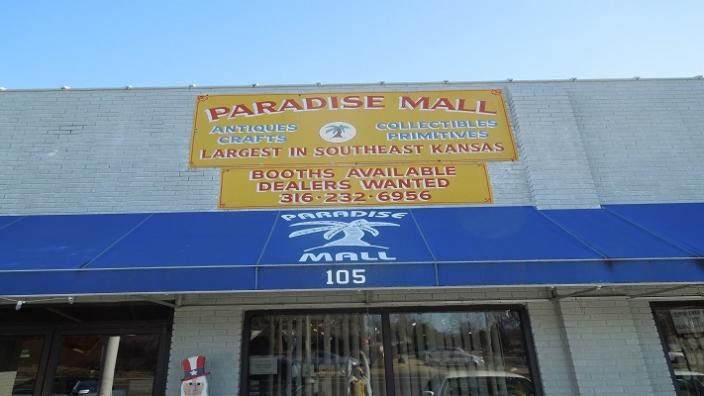 PARADISE MALL
ANTIQUES COLLECTIBLES
CRAFTS PRIMITIVES
LARGEST IN SOUTHEAST KANSAS
BOOTHS AVAILABLE
DEALERS WANTED
316·232·6956
PARADISE
MALL
105